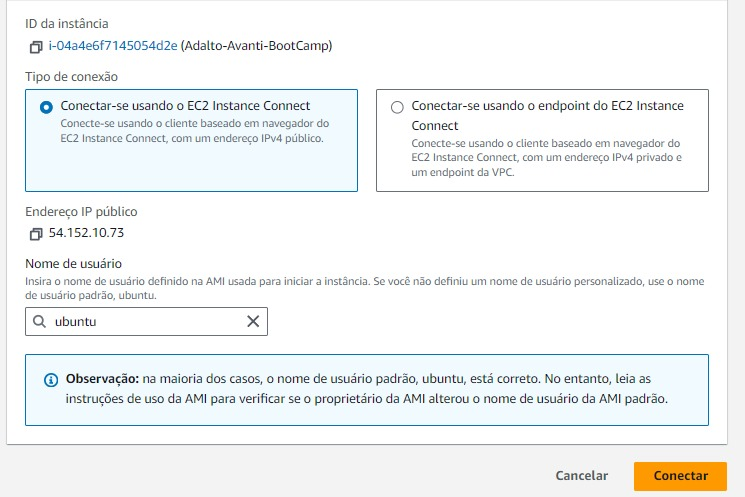 ID da instância
i-04a4e6f7145054d2e (Adalto-Avanti-BootCamp)
Tipo de conexão
Conectar-se usando o EC2 Instance Connect
Conecte-se usando o cliente baseado em navegador do
EC2 Instance Connect, com um endereço IPv4 público.
Conectar-se usando o endpoint do EC2 Instance
Connect
Conecte-se usando o cliente baseado em navegador do
EC2 Instance Connect, com um endereço IPv4 privado e
um endpoint da VPC.
Endereço IP público
54.152.10.73
Nome de usuário
Insira o nome de usuário definido na AMI usada para iniciar a instância. Se você não definiu um nome de usuário personalizado, use o nome
de usuário padrão, ubuntu.
ubuntu
Observação: na maioria dos casos, o nome de usuário padrão, ubuntu, está correto. No entanto, leia as
instruções de uso da AMI para verificar se o proprietário da AMI alterou o nome de usuário da AMI padrão.
Cancelar
Conectar